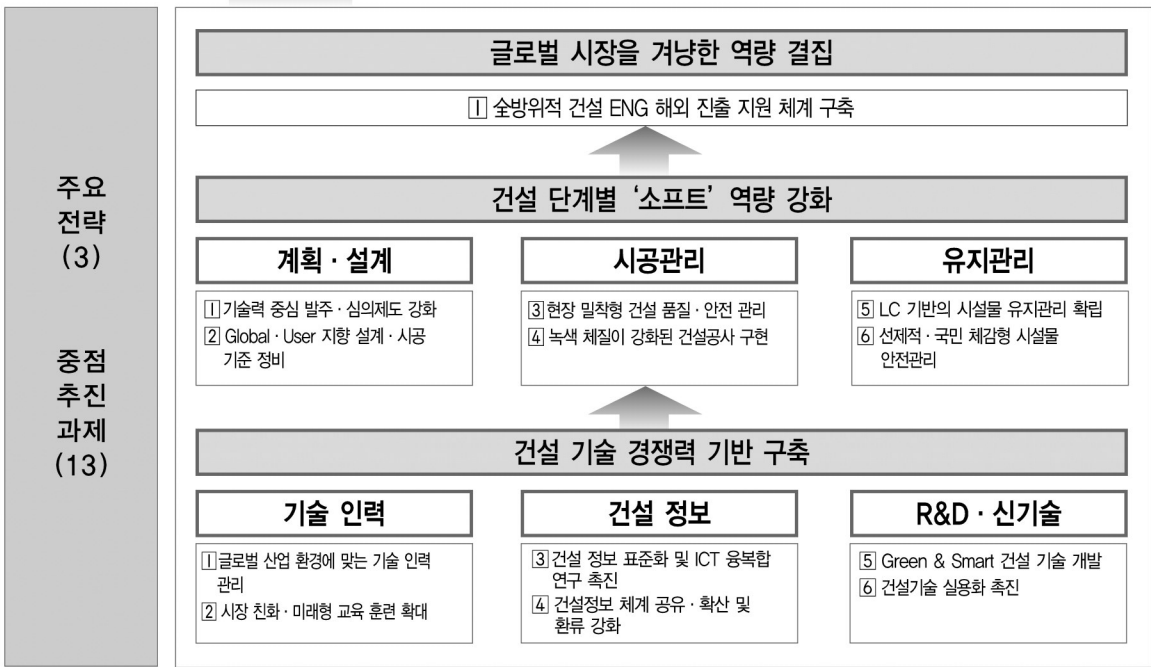 주요
전략
(3)
중점
추진
과제
(13)
글로벌 시장을 겨냥한 역량 결집
1 全방위적 건설 ENG 해외 진출 지원 체계 구축
건설 단계별 ‘소프트’ 역량 강화
계획·설계
1 기술력 중심 발주·심의제도 강화
2 Global·User 지향 설계·시공
기준 정비
시공관리
3 현장 밀착형 건설 품질·안전 관리
4 녹색 체질이 강화된 건설공사 구현
유지관리
5 LC 기반의 시설물 유지관리 확립
6 선제적·국민 체감형 시설물
안전관리
건설 기술 경쟁력 기반 구축
기술 인력
1 글로벌 산업 환경에 맞는 기술 인력
관리
2 시장 친화·미래형 교육 훈련 확대
건설 정보
3 건설 정보 표준화 및 ICT 융복합
연구 촉진
4 건설정보 체계 공유·확산 및
환류 강화
R&D·신기술
5 Green & Smart 건설 기술 개발
6 건설기술 실용화 촉진